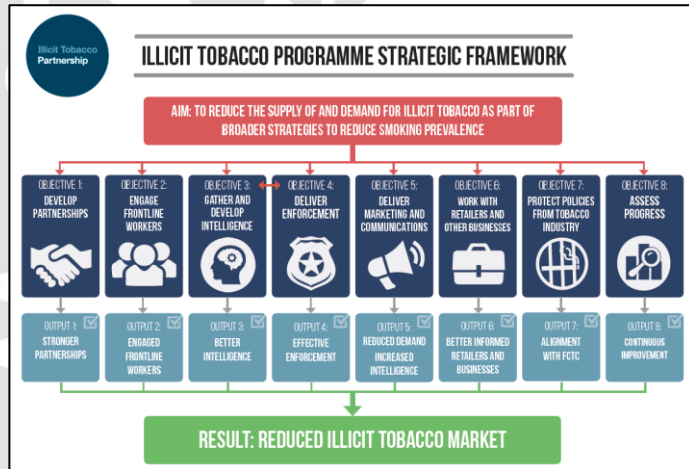 Illicit Tobacco
Partnership
ILLICIT TOBACCO PROGRAMME STRATEGIC FRAMEWORK
AIM: TO REDUCE THE SUPPLY OF AND DEMAND FOR ILLICIT TOBACCO AS PART OF
BROADER STRATEGIES TO REDUCE SMOKING PREVALENCE
OBJECTIVE 1:
DEVELOP
PARTNERSHIPS
OBJECTIVE 2:
ENGAGE
FRONTLINE
WORKERS
OBJECTIVE 3:
GATHER AND
DEVELOP
INTELLIGENCE
OBJECTIVE 4:
DELIVER
ENFORCEMENT
OBJECTIVE 5:
DELIVER
MARKETING AND
COMMUNICATIONS
OBJECTIVE 6:
WORK WITH
RETAILERS AND
OTHER BUSINESSES
OBJECTIVE 7:
PROTECT POLICIES
FROM TOBACCO
INDUSTRY
OBJECTIVE 8:
ASSESS
PROGRESS
OUTPUT 1:
STRONGER
PARTNERSHIPS
OUTPUT 2:
ENGAGED
FRONTLINE
WORKERS
OUTPUT 3:
BETTER
INTELLIGENCE
OUTPUT 4:
EFFECTIVE
ENFORCEMENT
OUTPUT 5:
REDUCED DEMAND
INCREASED
INTELLIGENCE
OUTPUT 6:
BETTER INFORMED
RETAILERS AND
BUSINESSES
OUTPUT 7:
ALIGNMENT
WITH FCTC
OUTPUT 8:
CONTINUOUS
IMPROVEMENT
RESULT: REDUCED ILLICIT TOBACCO MARKET